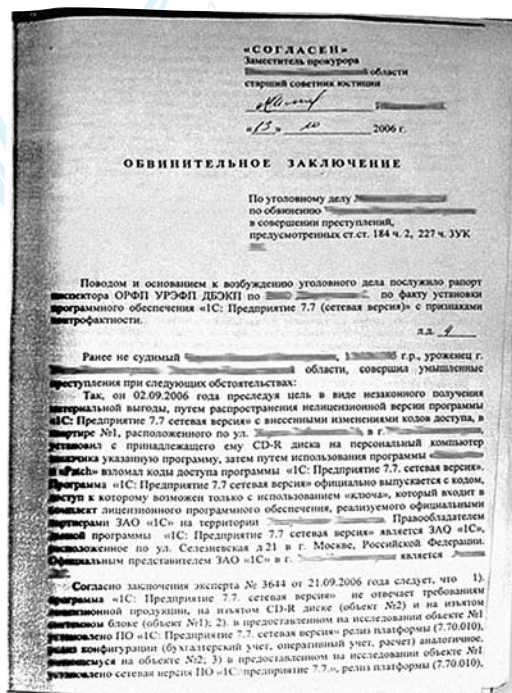 «СОГЛАСЕН»
Заместитель прокурора
области
старший советник юстиции
«13» 10 2006 г.
ОБВИНИТЕЛЬНОЕ ЗАКЛЮЧЕНИЕ
По уголовному делу
по обвинению
в совершении преступлений,
предусмотренных ст.ст. 184 ч. 2, 227 ч. 3УК
Поводом и основанием к возбуждению уголовного дела послужило рапорт
инспектора ОРФП УРЭФП ДБЭКП по , по факту установки
программного обеспечения «1С: Предприятие 7.7 (сетевая версия)» с признаками
контрофактности.
л.д. 4
Ранее не судимый , г.р., уроженец г.
области, совершил умышленные
преступления при следующих обстоятельствах:
Так, он 02.09.2006 года преследуя цель в виде незаконного получения
материальной выгоды, путем распространения нелицензионной версии программы
«1С: Предприятие 7.7 сетевая версия» с внесенными изменениями кодов доступа, в
квартире №1, расположенного по ул. в г.
установил с принадлежащего ему CD-R диска на персональный компьютер
указанную программу, затем путем использования программы
и «Patch» взломал коды доступа программы «1С: Предприятие 7.7. сетевая версия».
Программа «1С: Предприятие 7.7 сетевая версия» официально выпускается с кодом,
доступ к которому возможен только с использованием «ключа», который входит в
комплект лицензионного программного обеспечения, реализуемого официальными
партнерами ЗАО «1С» на территории Правообладателем
данной программы «1С: Предприятие 7.7 сетевая версия» является ЗАО «1С»,
расположенное по ул. Селезневская д.21 в г. Москве, Российской Федерации.
Официальным представителем ЗАО «1С» в г. является
Согласно заключения эксперта № 3644 от 21.09.2006 года следует, что 1).
программа «1С: Предприятие 7.7. сетевая версия» не отвечает требованиям
лицензионной продукции, на изъятом CD-R диске (объект №2) и на изъятом
системном блоке (объект №1); 2). в предоставленном на исследовании объекте №1
установлено ПО «1С: Предприятие 7.7. сетевая версия» релиз платформы (7.70.010),
релиз конфигурации (бухгалтерский учет, оперативный учет, расчет) аналогичное,
имеющемуся на объекте №2; 3) в предоставленном на исследовании объекте №1
установлено сетевая версия ПО «1С: предприятие 7.7.», релиз платформы (7.70.010),